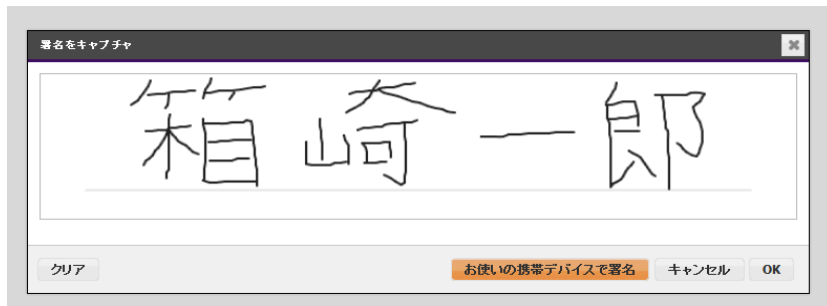 署名をキャプチャ
箱崎一郎
クリア
お使いの携帯デバイスで署名
キャンセル
OK